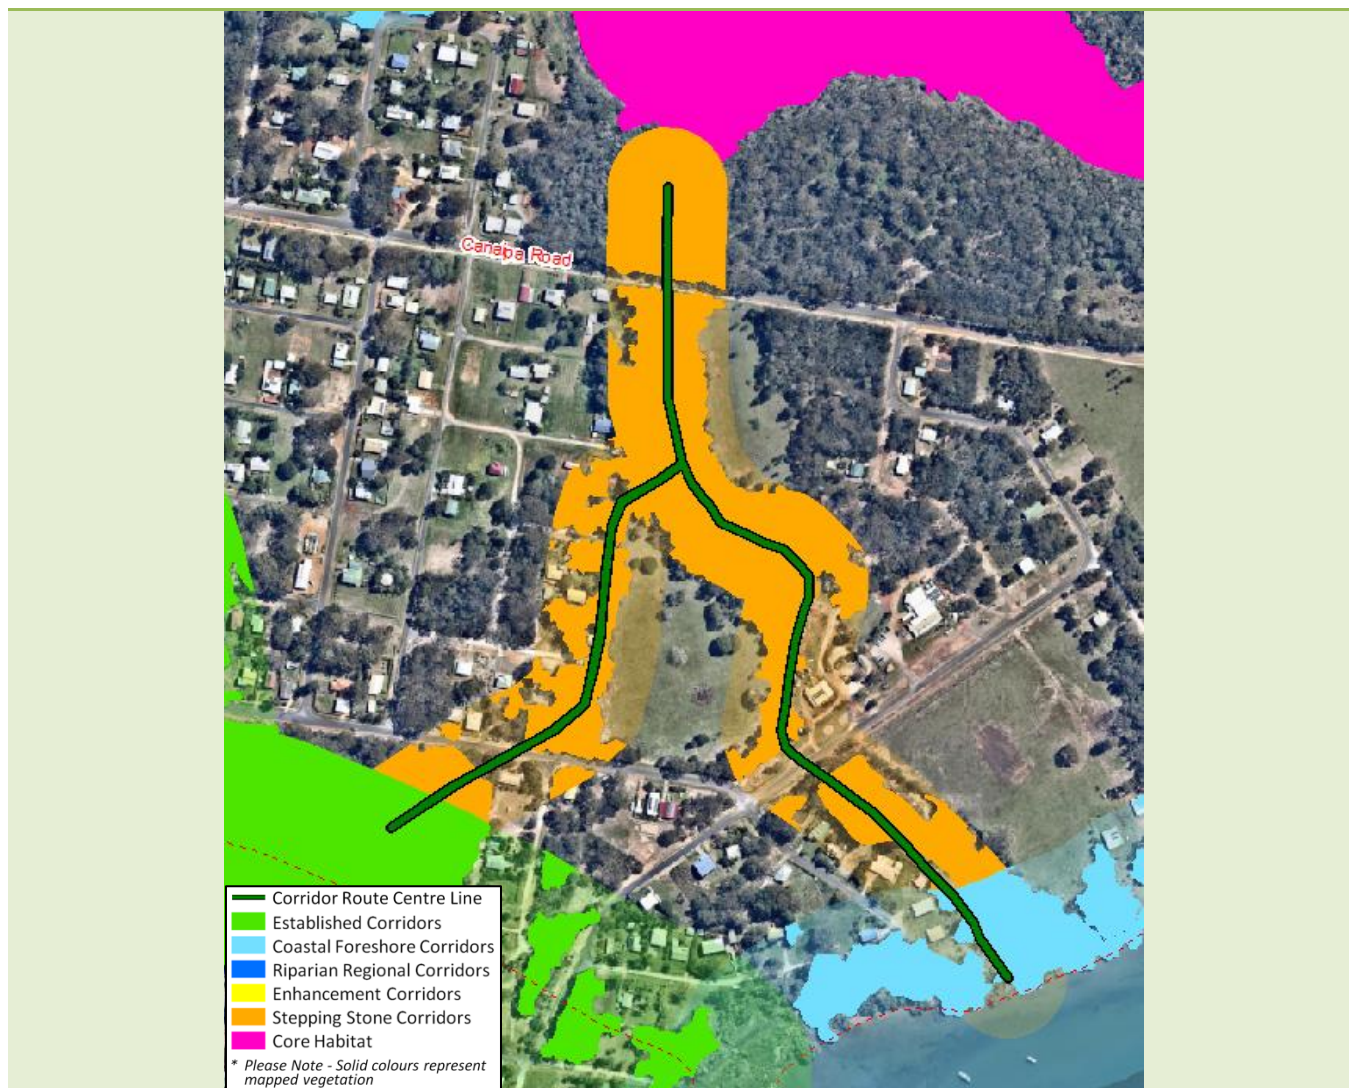 Canaipa Road
Corridor Route Centre Line
Established Corridors
Coastal Foreshore Corridors
Riparian Regional Corridors
Enhancement Corridors
Stepping Stone Corridors
Core Habitat
* Please Note - Solid colours represent
mapped vegetation